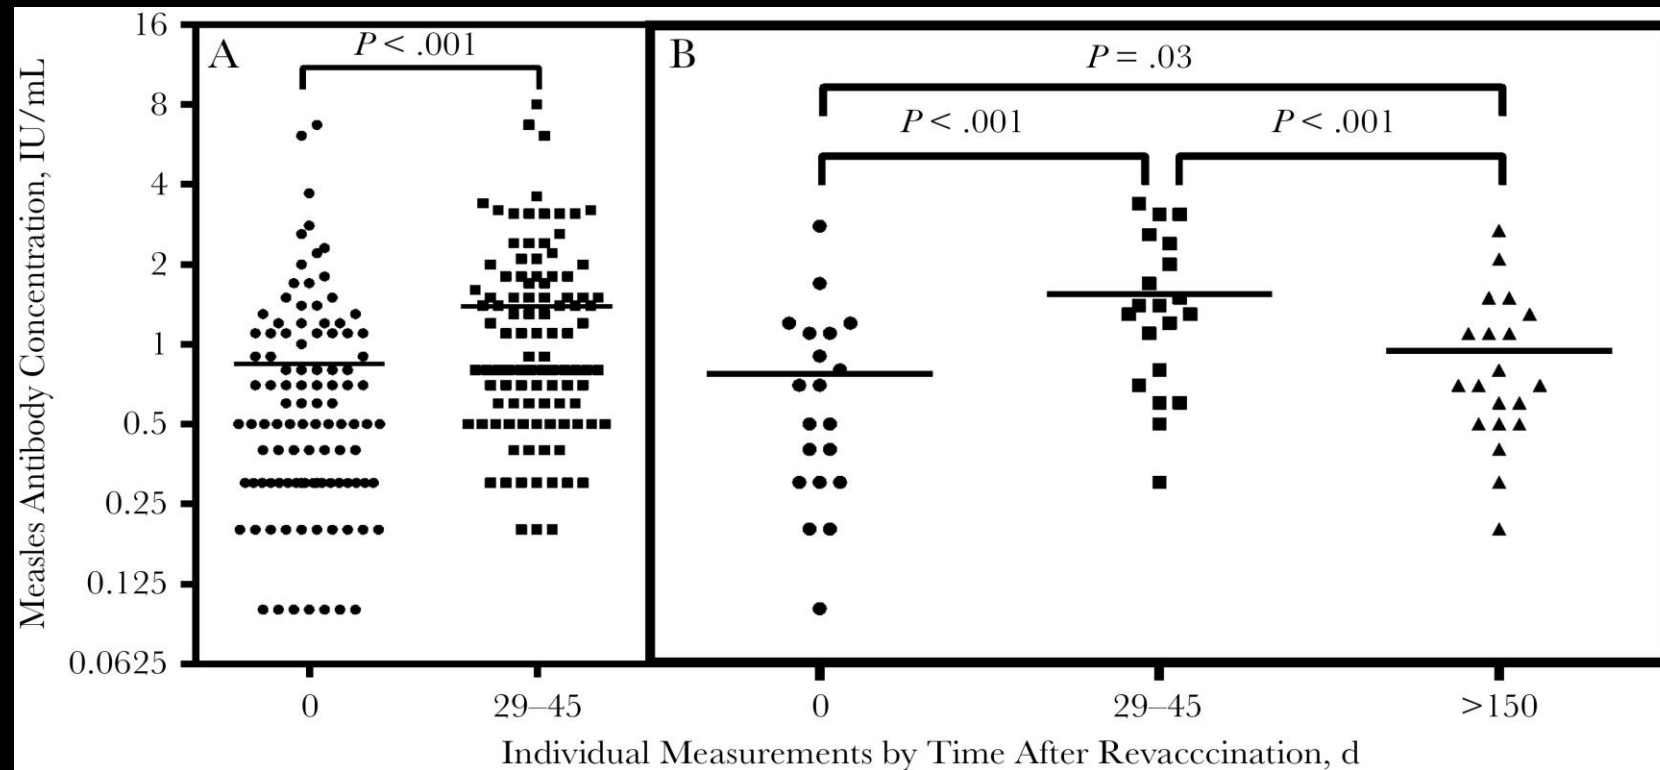 Measles Antibody Concentration, IU/mL
16
8
4
2
1
0.5
0.25
0.125
0.0625
A
P < .001
0
29–45
B
P = .03
P < .001
P < .001
0
29–45
>150
Individual Measurements by Time After Revacccination, d